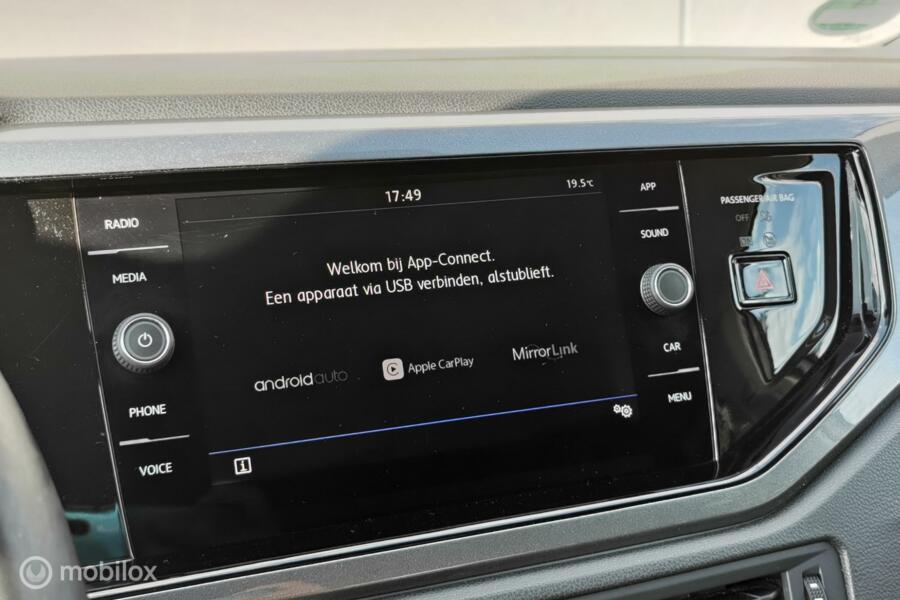 17:49
19.5°C
RADIO
MEDIA
PHONE
VOICE
Welkom bij App-Connect.
Een apparaat via USB verbinden, alstublieft.
androidauto
Apple CarPlay
MirrorLink
i
APP
SOUND
CAR
MENU
PASSENGER AIR BAG
OFF
mobilox